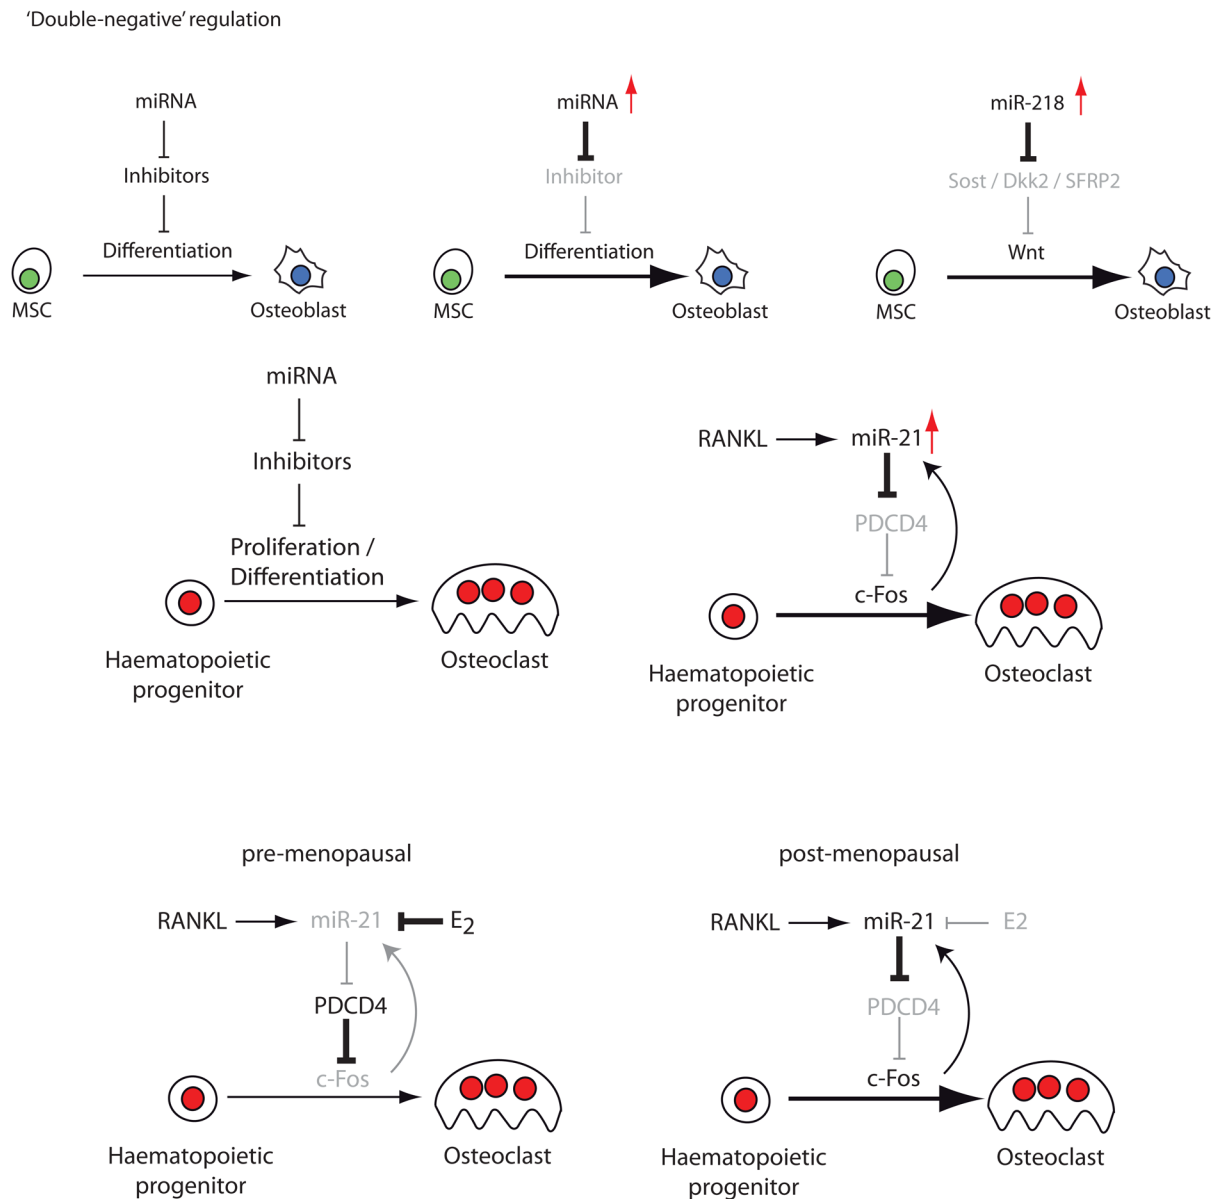 'Double-negative' regulation
miRNA
Inhibitors
Differentiation
MSC
Osteoblast
miRNA
Inhibitor
Differentiation
MSC
Osteoblast
miR-218
Sost / Dkk2 / SFRP2
Wnt
MSC
Osteoblast
miRNA
Inhibitors
Proliferation /
Differentiation
Haematopoietic
progenitor
Osteoclast
RANKL
miR-21
PDCD4
c-Fos
Haematopoietic
progenitor
Osteoclast
pre-menopausal
RANKL
miR-21
E2
PDCD4
c-Fos
Haematopoietic
progenitor
Osteoclast
post-menopausal
RANKL
miR-21
E2
PDCD4
c-Fos
Haematopoietic
progenitor
Osteoclast